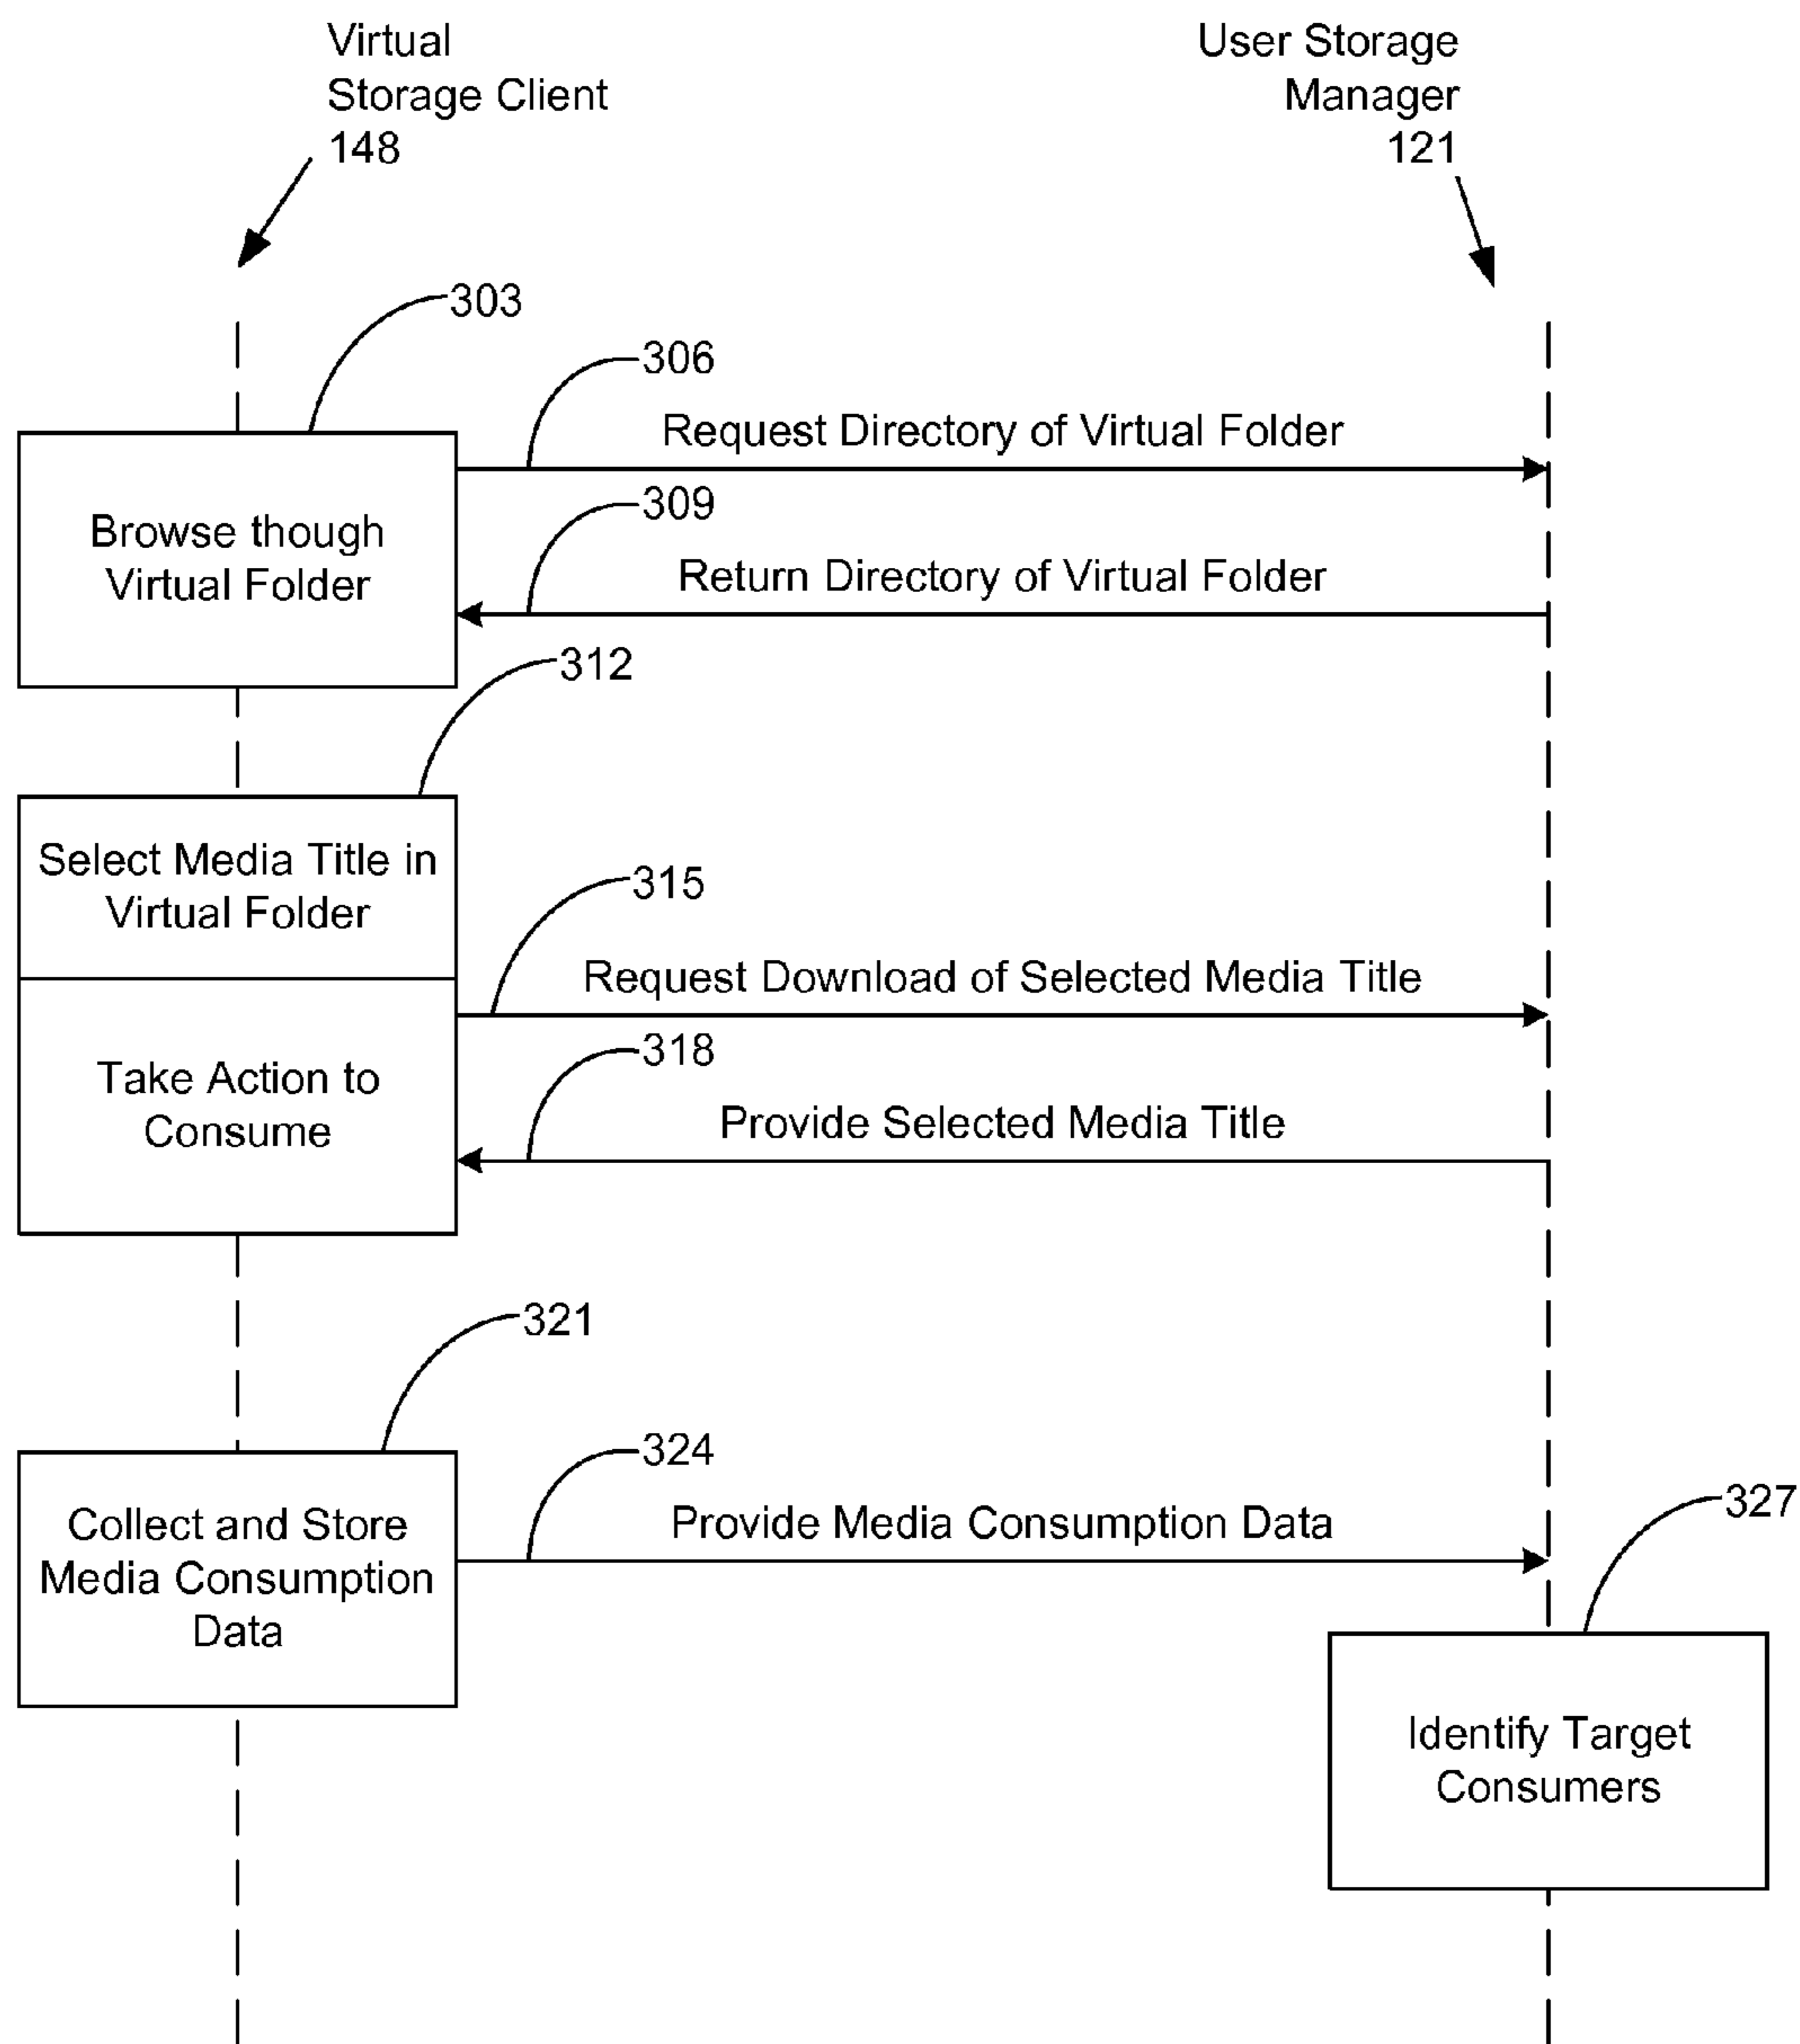 Virtual
Storage Client
148
User Storage
Manager
121
303
306
Request Directory of Virtual Folder
Browse though
Virtual Folder
309
Return Directory of Virtual Folder
312
Select Media Title in
Virtual Folder
315
Request Download of Selected Media Title
Take Action to
Consume
318
Provide Selected Media Title
321
Collect and Store
Media Consumption
Data
324
Provide Media Consumption Data
327
Identify Target
Consumers